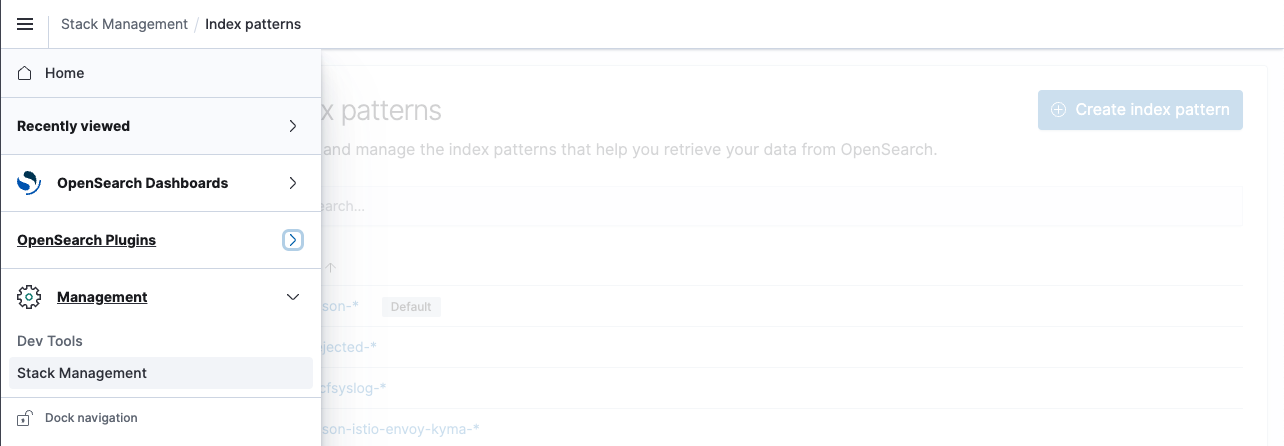 Stack Management / Index patterns
Home
Recently viewed
OpenSearch Dashboards
OpenSearch Plugins
Management
Dev Tools
Stack Management
Dock navigation
x patterns
Create index pattern
and manage the index patterns that help you retrieve your data from OpenSearch.
earch...
son-* Default
jected-*
cfsyslog-*
son-istio-envoy-kyma-*